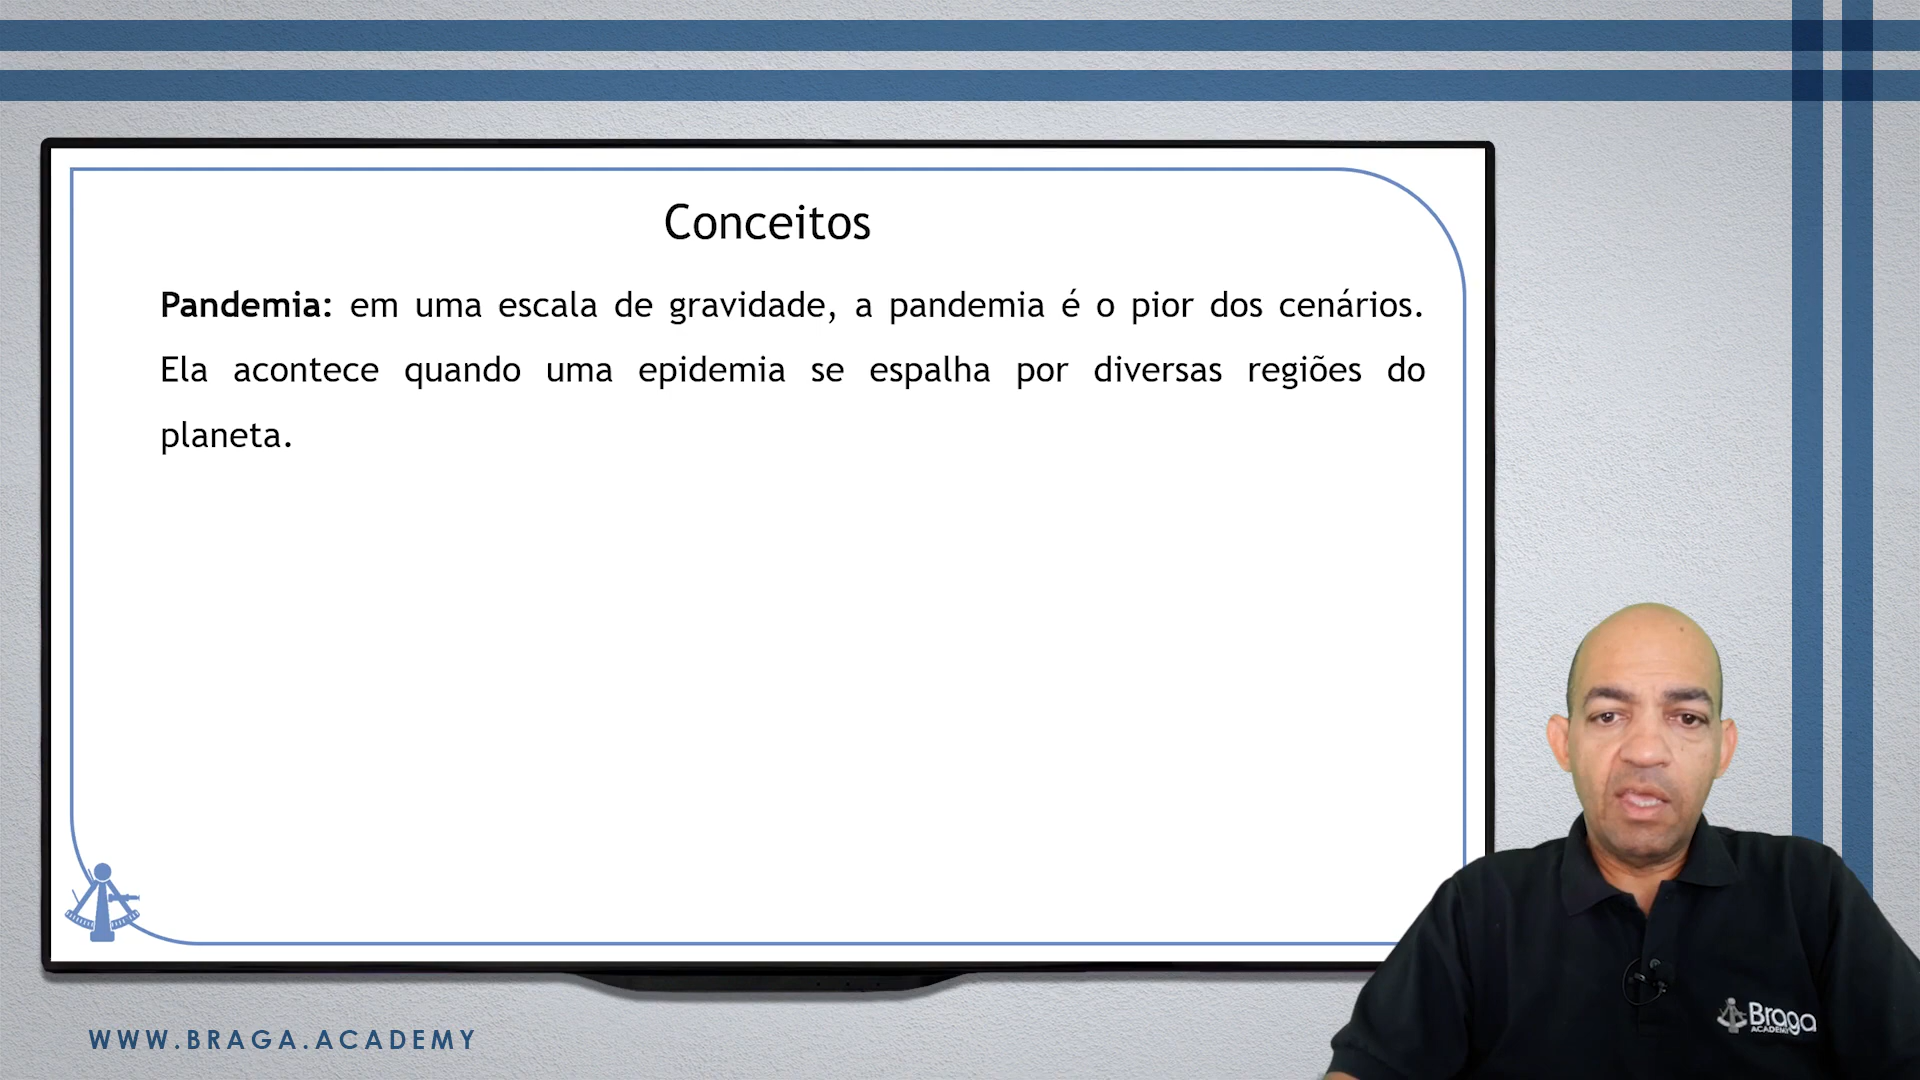 Conceitos
Pandemia: em uma escala de gravidade, a pandemia é o pior dos cenários.
Ela acontece quando uma epidemia se espalha por diversas regiões do
planeta.
WWW.BRAGA.ACADEMY
Braga
ACADEMY